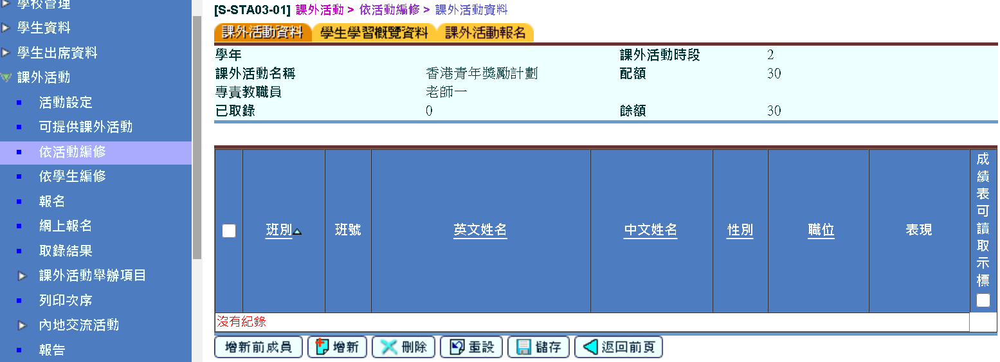 學校管理
學生資料
學生出席資料
課外活動
活動設定
可提供課外活動
依活動編修
依學生編修
報名
網上報名
取錄結果
課外活動舉辦項目
列印次序
內地交流活動
報告
[S-STA03-01] 課外活動 > 依活動編修 > 課外活動資料
課外活動資料 學生學習概覽資料 課外活動報名
學年 課外活動時段 2
課外活動名稱 香港青年獎勵計劃 配額 30
專責教職員 老師一
已取錄 0 餘額 30
班別 班號 英文姓名 中文姓名 性別 職位 表現 成績表可讀取示標
沒有紀錄
增新前成員 增新 刪除 重設 儲存 返回前頁